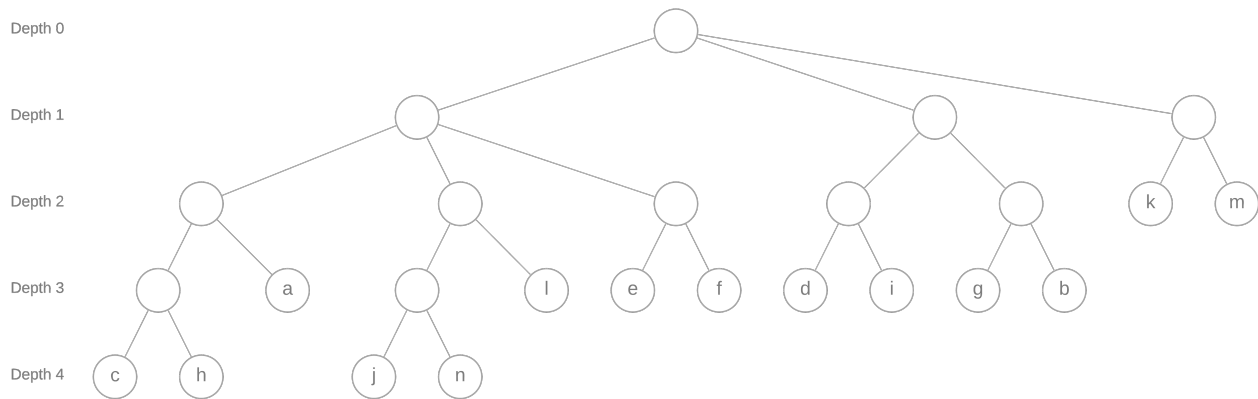 Depth 0
Depth 1
Depth 2 k m
Depth 3 a l e f d i g b
Depth 4 c h j n